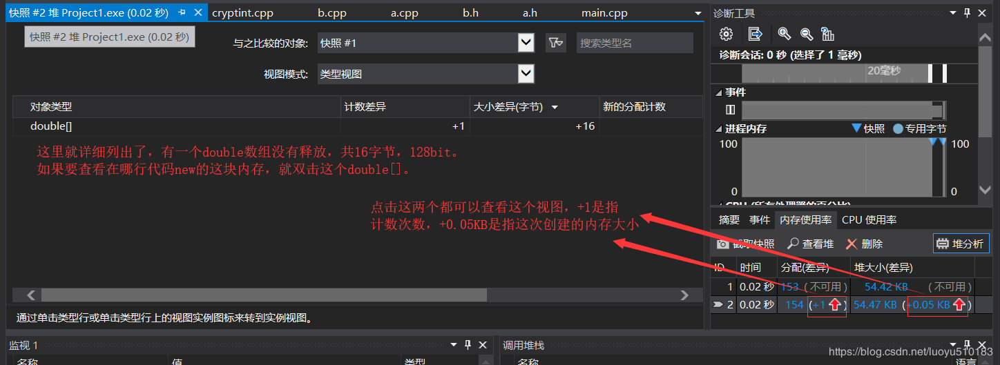 快照 #2 堆 Project1.exe (0.02 秒)
cryptint.cpp
b.cpp
a.cpp
b.h
a.h
main.cpp
快照 #2 堆 Project1.exe (0.02 秒)
与之比较的对象:
快照 #1
搜索类型名
视图模式:
类型视图
对象类型
计数差异
大小差异(字节)
新的分配计数
double[]
+1
+16
这里就详细列出了，有一个double数组没有释放，共16字节，128bit。
如果要查看在哪行代码new的这块内存，就双击这个double[]。
点击这两个都可以查看这个视图，+1是指
计数次数，+0.05KB是指这次创建的内存大小
通过单击类型行或单击类型行上的视图实例图标来转到实例视图。
监视 1
名称
值
类型
调用堆栈
名称
语言
诊断工具
诊断会话: 0 秒 (选择了 1 毫秒)
20毫秒
事件
进程内存
快照
专用字节
100
100
0
0
CPU (所有处理器的百分比)
摘要
事件
内存使用率
CPU 使用率
截取快照
查看堆
删除
堆分析
ID
时间
分配(差异)
堆大小(差异)
1
0.02 秒
153
(不可用)
54.42 KB
(不可用)
2
0.02 秒
154
(+1
)
54.47 KB
(+0.05 KB
)
https://blog.csdn.net/luoyu510183